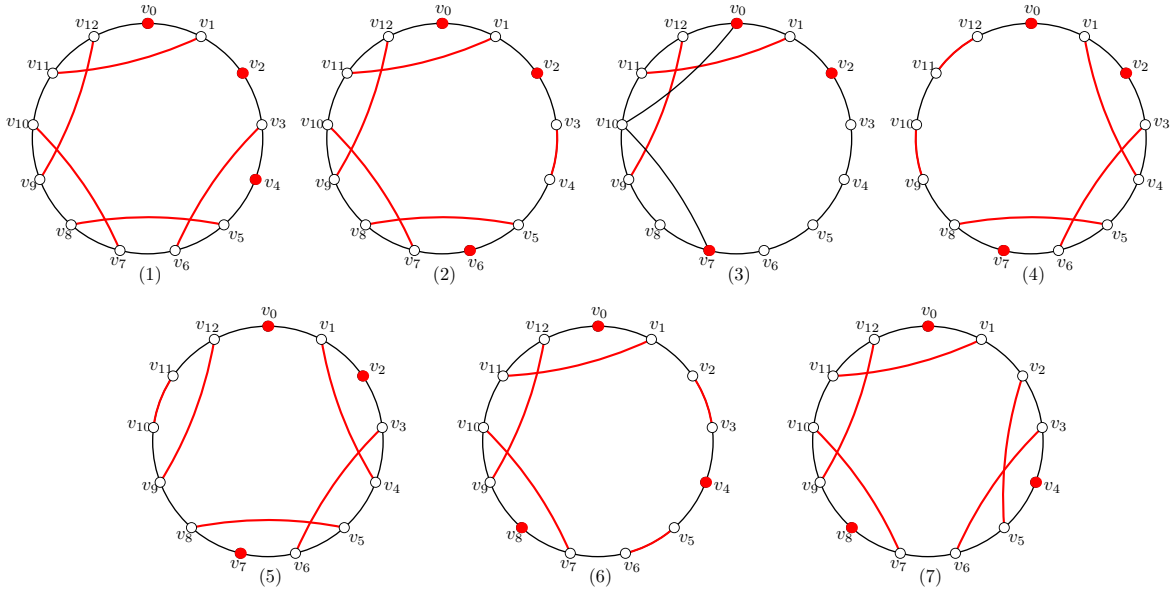 v0 v0 v0 v0
v12 v1 v12 v1 v12 v1 v12 v1
v11 v2 v11 v2 v11 v2 v11 v2
v10 v3 v10 v3 v10 v3 v10 v3
v9 v4 v9 v4 v9 v4 v9 v4
v8 v5 v8 v5 v8 v5 v8 v5
v7 v6 v7 v6 v7 v6 v7 v6
(1) (2) (3) (4)
v0 v0 v0
v12 v1 v12 v1 v12 v1
v11 v2 v11 v2 v11 v2
v10 v3 v10 v3 v10 v3
v9 v4 v9 v4 v9 v4
v8 v5 v8 v5 v8 v5
v7 v6 v7 v6 v7 v6
(5) (6) (7)